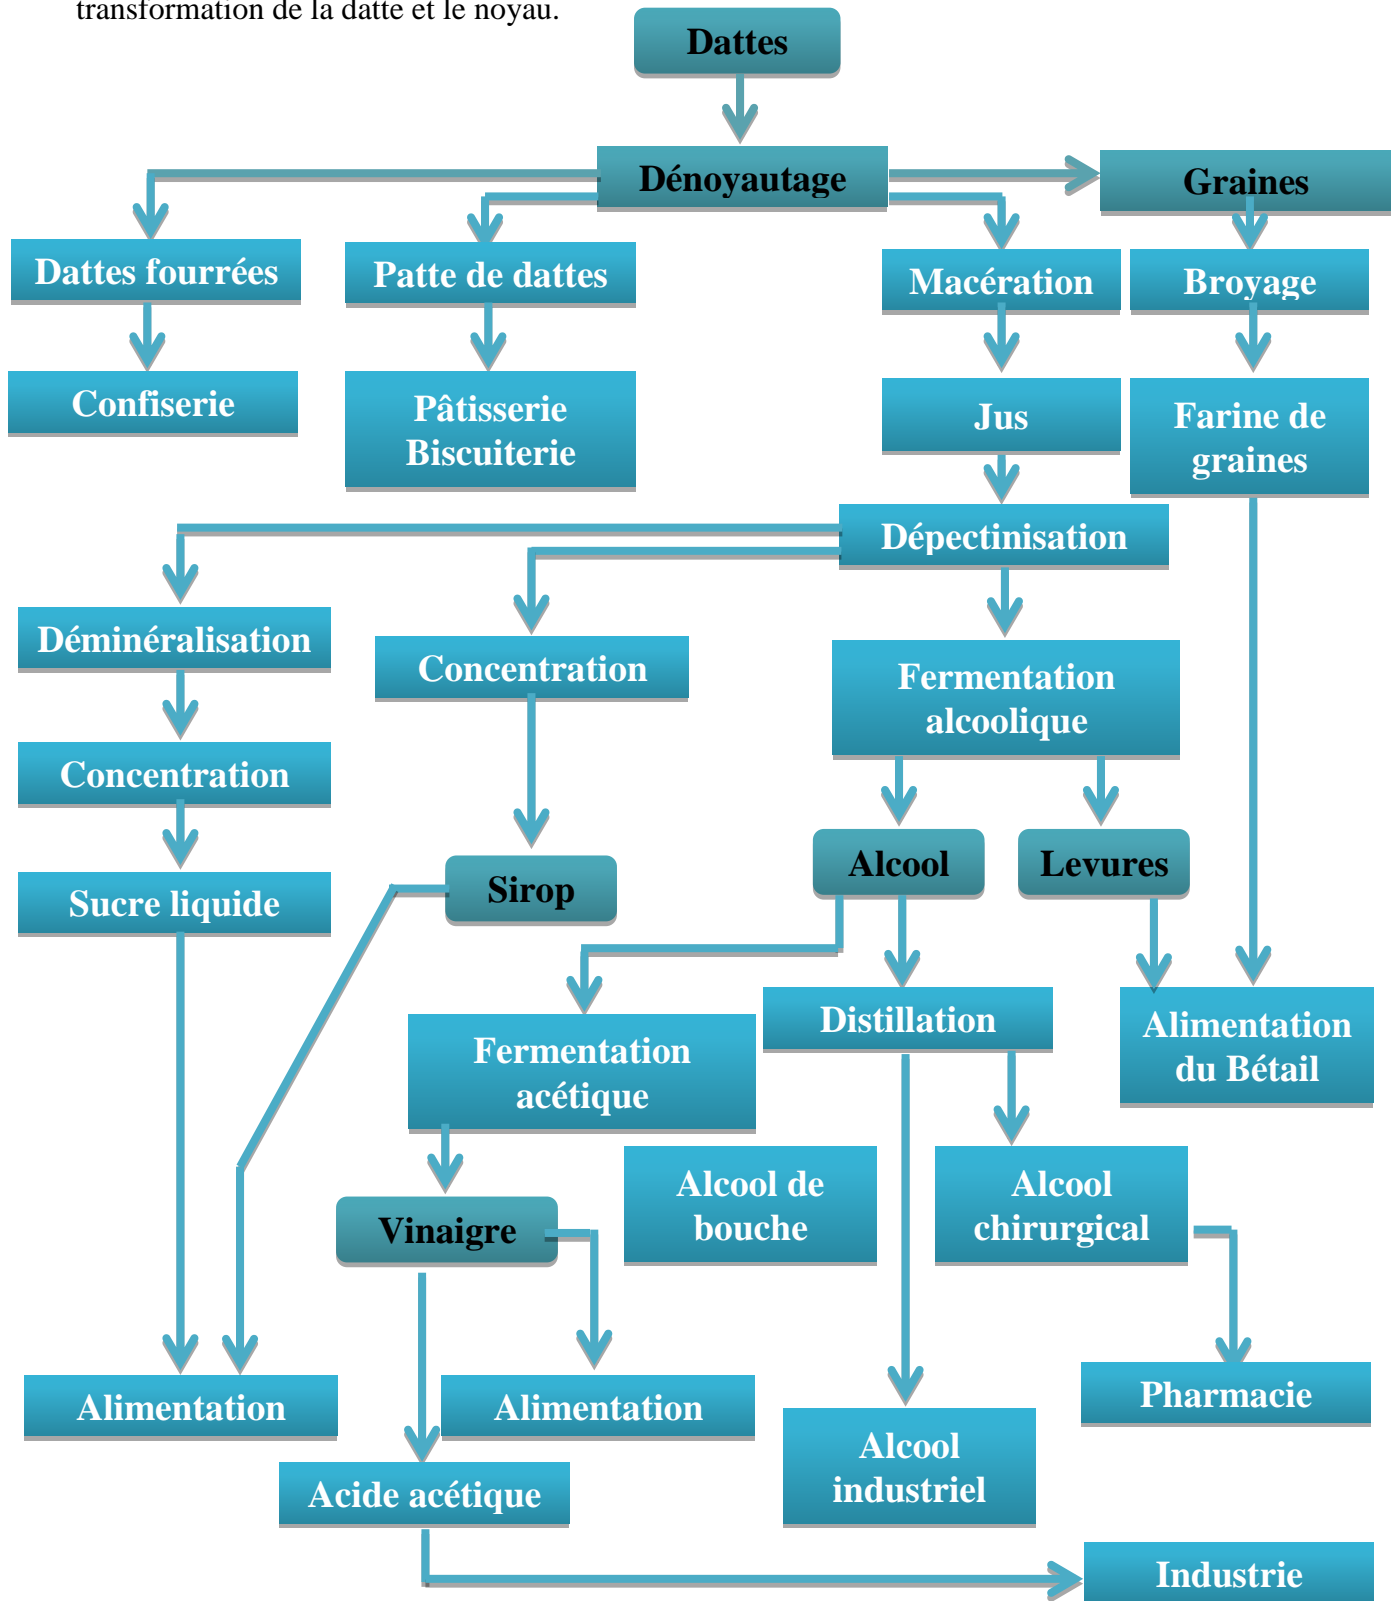 transformation de la datte et le noyau.
Dattes
Dénoyautage
Graines
Dattes fourrées
Patte de dattes
Macération
Broyage
Confiserie
Pâtisserie
Biscuiterie
Jus
Farine de
graines
Dépectinisation
Déminéralisation
Concentration
Fermentation
alcoolique
Concentration
Alcool
Levures
Sucre liquide
Sirop
Distillation
Alimentation
du Bétail
Fermentation
acétique
Alcool de
bouche
Alcool
chirurgical
Vinaigre
Alimentation
Alimentation
Pharmacie
Alcool
industriel
Acide acétique
Industrie